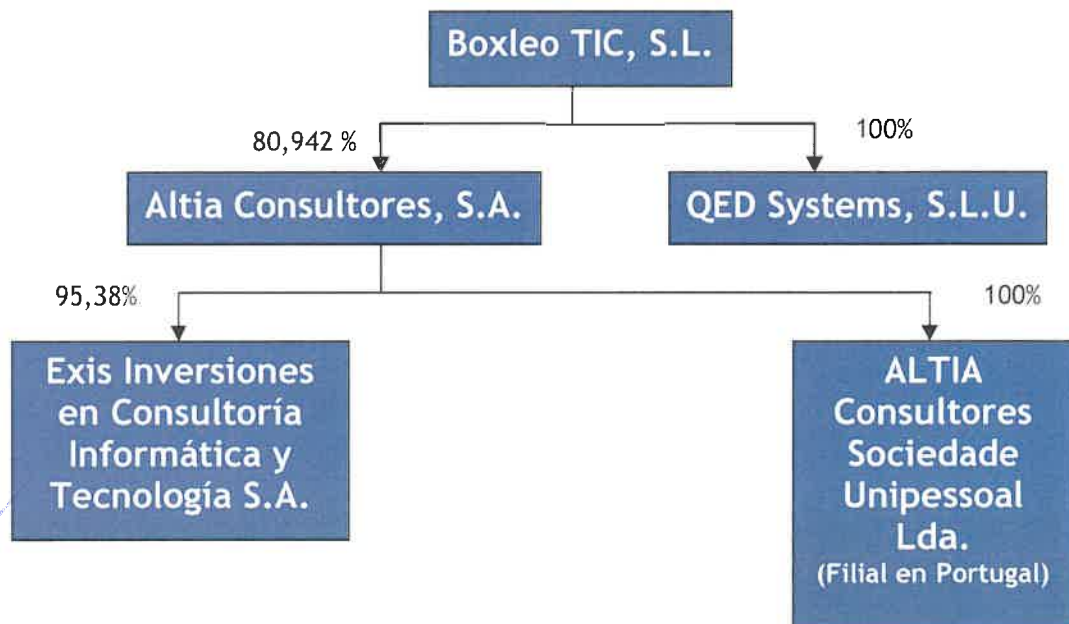 Boxleo TIC, S.L.
80,942 %
100%
Altia Consultores, S.A.
QED Systems, S.L.U.
95,38%
100%
Exis Inversiones
en Consultoría
Informática y
Tecnología S.A.
ALTIA
Consultores
Sociedade
Unipessoal
Lda.
(Filial en Portugal)